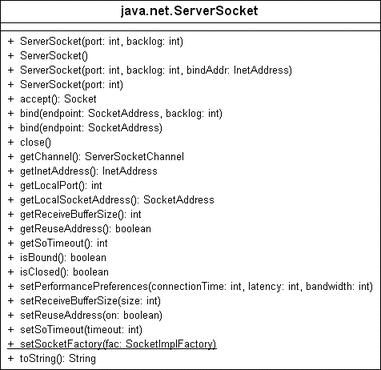 java.net.ServerSocket
+ ServerSocket(port: int, backlog: int)
+ ServerSocket()
+ ServerSocket(port: int, backlog: int, bindAddr: InetAddress)
+ ServerSocket(port: int)
+ accept(): Socket
+ bind(endpoint: SocketAddress, backlog: int)
+ bind(endpoint: SocketAddress)
+ close()
+ getChannel(): ServerSocketChannel
+ getInetAddress(): InetAddress
+ getLocalPort(): int
+ getLocalSocketAddress(): SocketAddress
+ getReceiveBufferSize(): int
+ getReuseAddress(): boolean
+ getSoTimeout(): int
+ isBound(): boolean
+ isClosed(): boolean
+ setPerformancePreferences(connectionTime: int, latency: int, bandwidth: int)
+ setReceiveBufferSize(size: int)
+ setReuseAddress(on: boolean)
+ setSoTimeout(timeout: int)
+ setSocketFactory(fac: SocketImplFactory)
+ toString(): String